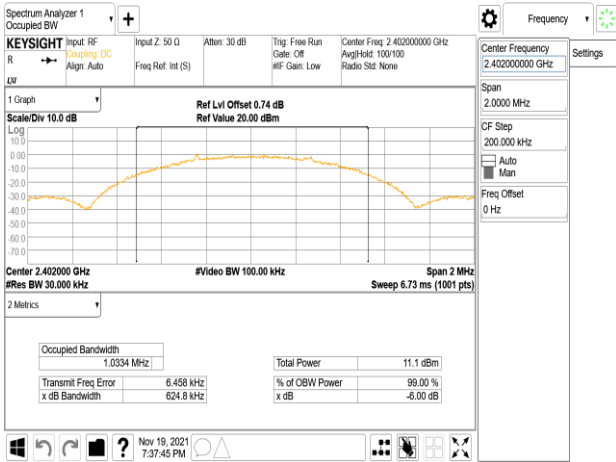 Spectrum Analyzer 1
Occupied BW
KEYSIGHT
R
LXI
Input: RF
Coupling: DC
Align: Auto
Input Z: 50 Ω
Freq Ref: Int (S)
Atten: 30 dB
Trig: Free Run
Gate: Off
#IF Gain: Low
Center Freq: 2.402000000 GHz
Avg|Hold: 100/100
Radio Std: None
1 Graph
Scale/Div 10.0 dB
Ref Lvl Offset 0.74 dB
Ref Value 20.00 dBm
Log
10.0
0.00
-10.0
-20.0
-30.0
-40.0
-50.0
-60.0
-70.0
Center 2.402000 GHz
#Video BW 100.00 kHz
Span 2 MHz
#Res BW 30.000 kHz
Sweep 6.73 ms (1001 pts)
2 Metrics
Occupied Bandwidth
1.0334 MHz
Total Power 11.1 dBm
Transmit Freq Error 6.458 kHz
% of OBW Power 99.00 %
x dB Bandwidth 624.8 kHz
x dB -6.00 dB
?
Nov 19, 2021
7:37:45 PM
Frequency
Center Frequency
2.402000000 GHz
Settings
Span
2.0000 MHz
CF Step
200.000 kHz
Auto
Man
Freq Offset
0 Hz